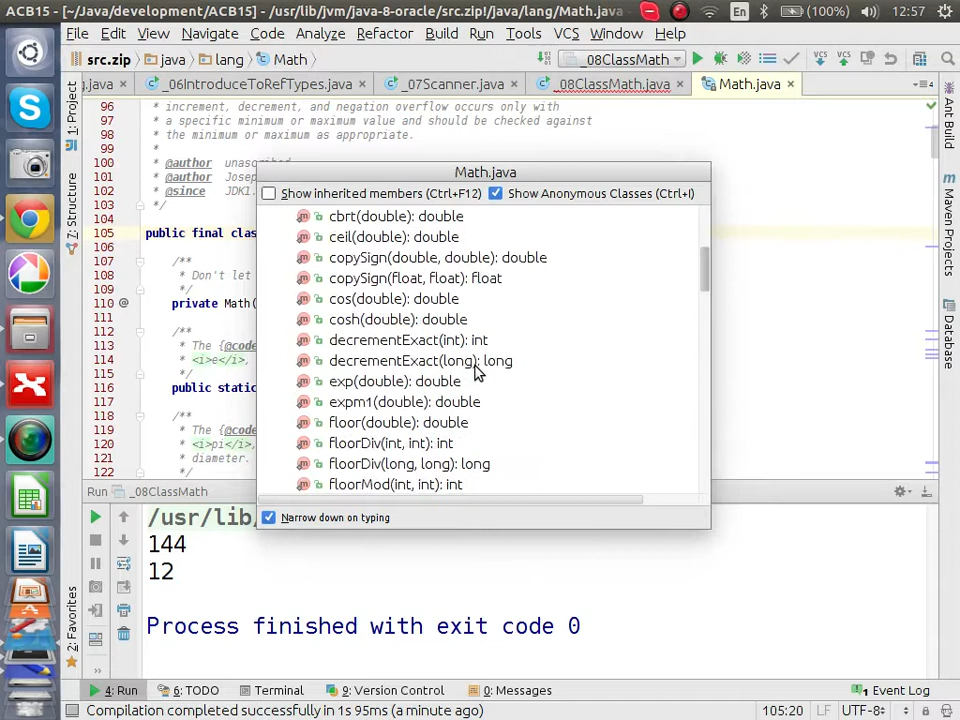 ACB15 - [~/Java/development/ACB15] - /usr/lib/jvm/java-8-oracle/src.zip!/java/lang/Math.java
En (100%) 12:57
File Edit View Navigate Code Analyze Refactor Build Run Tools VCS Window Help
src.zip java lang Math _08ClassMath VCS VCS
.java _06IntroduceToRefTypes.java _07Scanner.java _08ClassMath.java Math.java
1: Project
7: Structure
2: Favorites
Ant Build
Maven Projects
Database
96 * increment, decrement, and negation overflow occurs only with
97 * a specific minimum or maximum value and should be checked against
98 * the minimum or maximum as appropriate.
99 *
100 * @author unascribed
101 * @author Josep
102 * @since JDK1.
103 */
104
105 public final clas
106
107 /**
108 * Don't let
109 */
110 @ private Math(
111
112 /**
113 * The {@code
114 * <i>e</i>,
115 */
116 public static
117
118 /**
119 * The {@code
120 * <i>pi</i>,
121 * diameter.
122 */
Math.java
Show inherited members (Ctrl+F12) Show Anonymous Classes (Ctrl+I)
cbrt(double): double
ceil(double): double
copySign(double, double): double
copySign(float, float): float
cos(double): double
cosh(double): double
decrementExact(int): int
decrementExact(long): long
exp(double): double
expm1(double): double
floor(double): double
floorDiv(int, int): int
floorDiv(long, long): long
floorMod(int, int): int
Narrow down on typing
Run _08ClassMath
/usr/lib/
144
12
Process finished with exit code 0
4: Run 6: TODO Terminal 9: Version Control 0: Messages 1 Event Log
Compilation completed successfully in 1s 95ms (a minute ago) 105:20 LF UTF-8